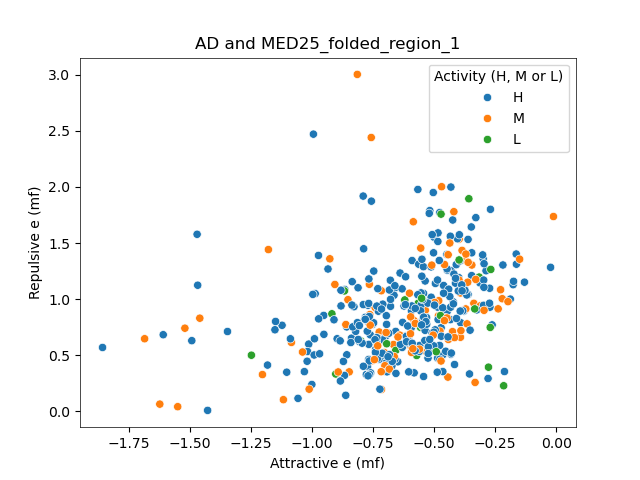 AD and MED25_folded_region_1
Activity (H, M or L)
H
M
L
3.0
2.5
2.0
1.5
1.0
0.5
0.0
Repulsive e (mf)
−1.75 −1.50 −1.25 −1.00 −0.75 −0.50 −0.25 0.00
Attractive e (mf)